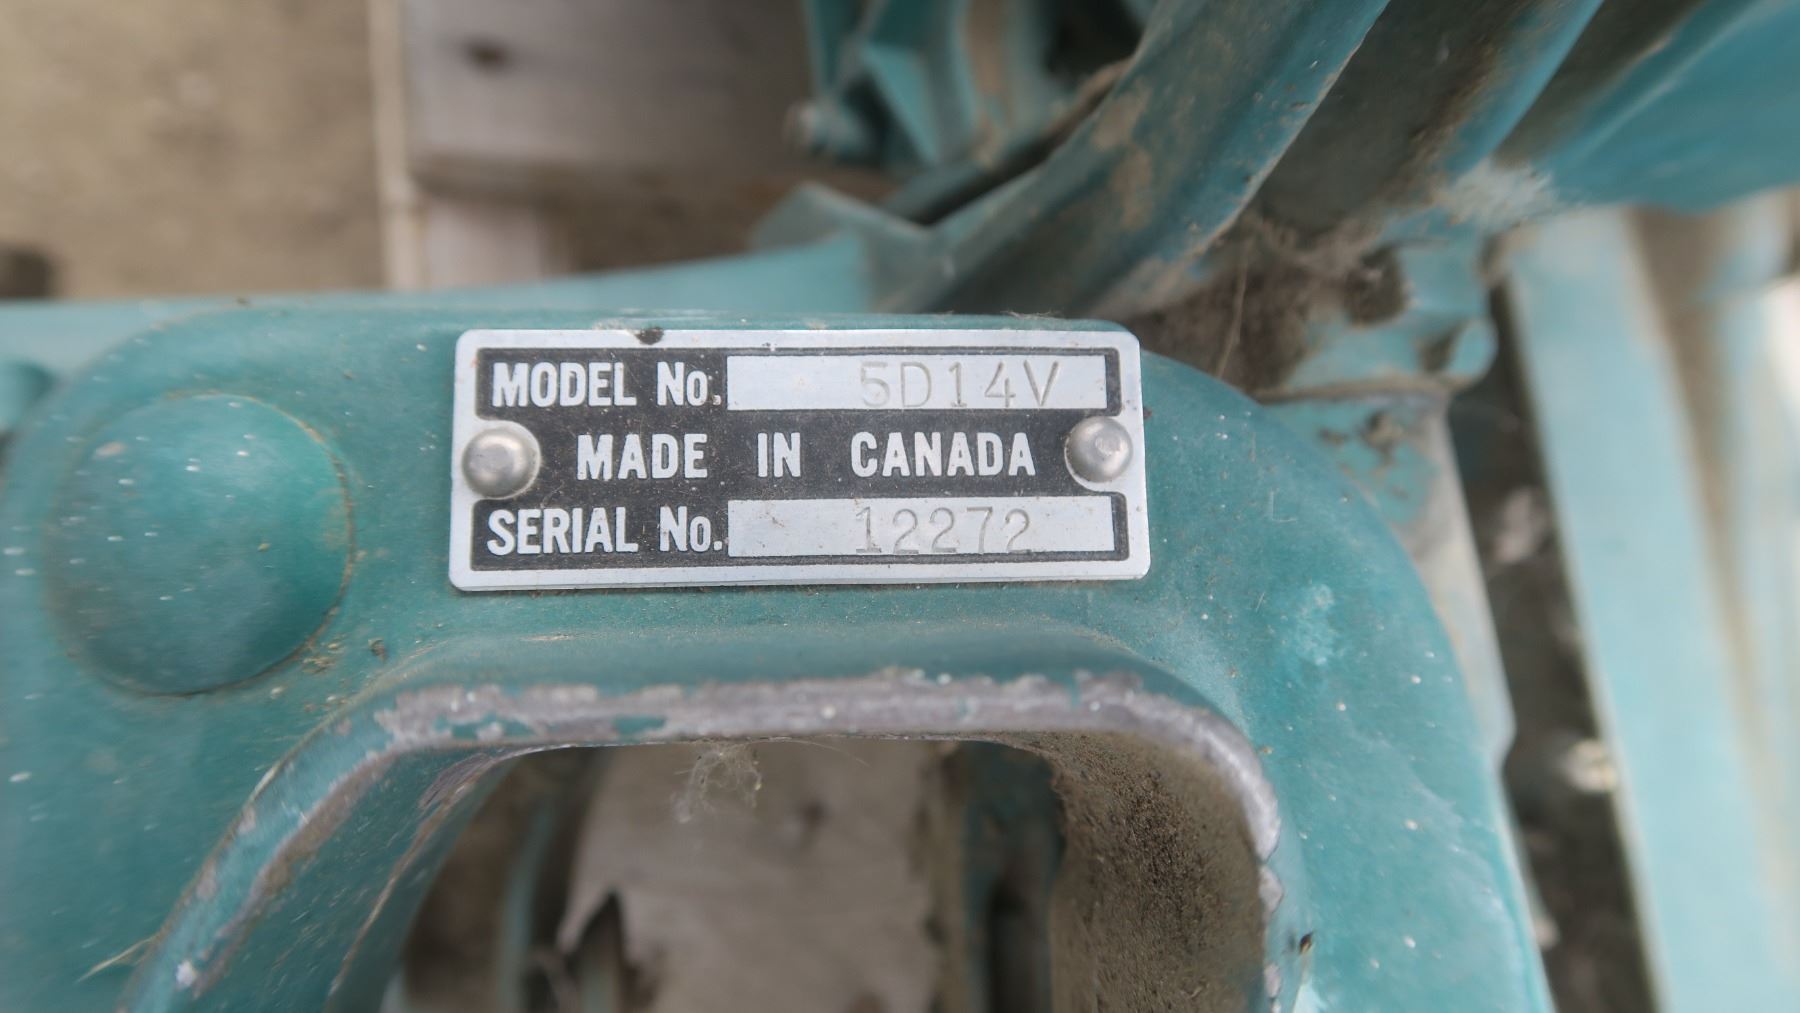 MODEL No. 5D14V
MADE IN CANADA
SERIAL No. 12272